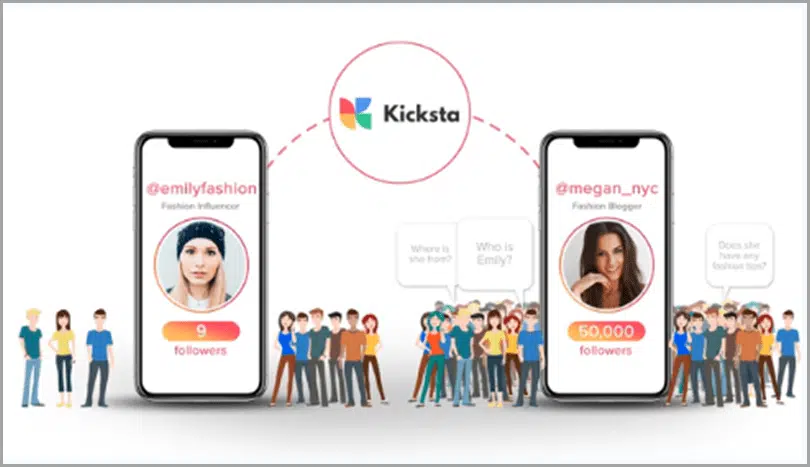 Kicksta
@emilyfashion
Fashion Influencer
9
followers
Where is
she from?
Who is
Emily?
@megan_nyc
Fashion Blogger
50,000
followers
Does she
have any
fashion tips?